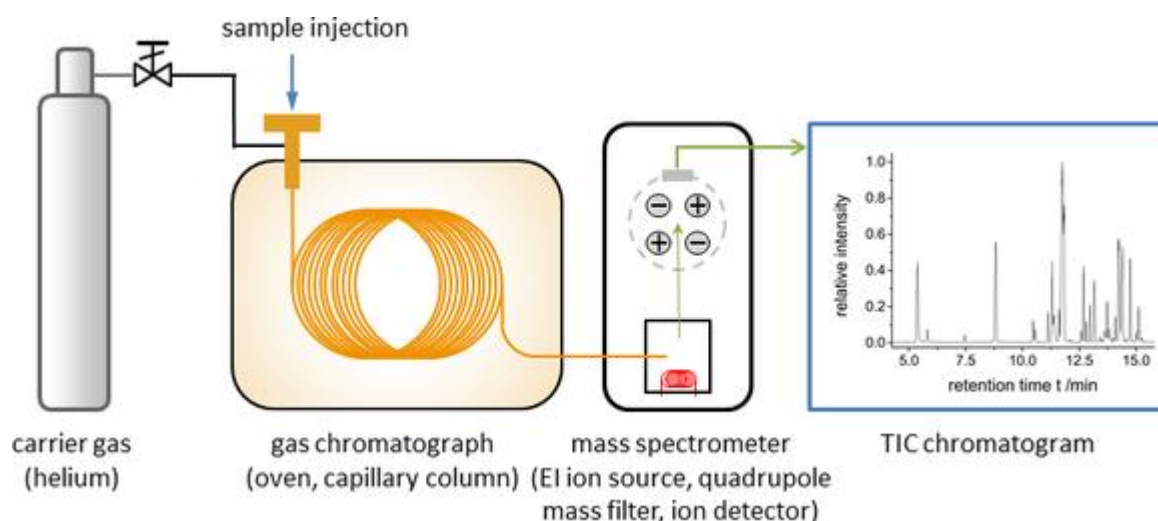 sample injection
carrier gas
(helium)
gas chromatograph
(oven, capillary column)
mass spectrometer
(EI ion source, quadrupole
mass filter, ion detector)
− +
+ −
relative intensity
1.0
0.8
0.6
0.4
0.2
0.0
5.0 7.5 10.0 12.5 15.0
retention time t /min
TIC chromatogram